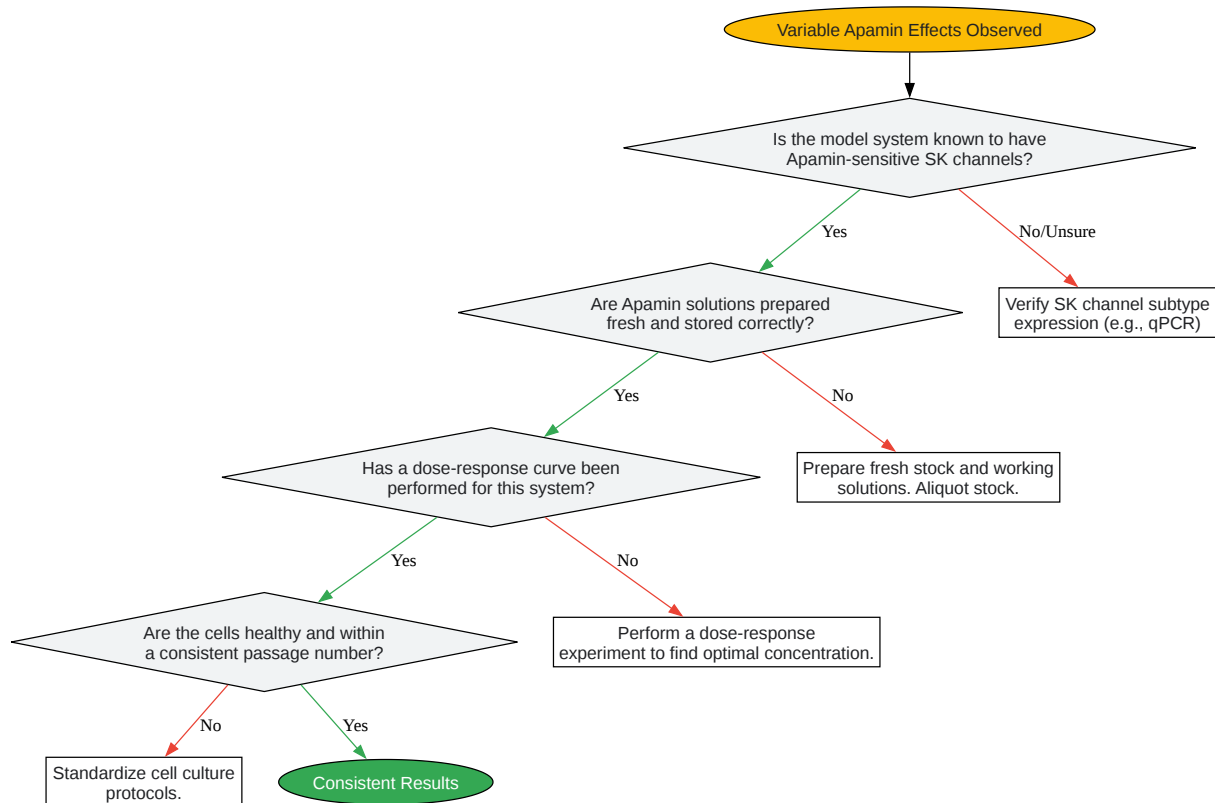 Variable Apamin Effects Observed
Is the model system known to have
Apamin-sensitive SK channels?
Yes
No/Unsure
Are Apamin solutions prepared
fresh and stored correctly?
Verify SK channel subtype
expression (e.g., qPCR)
Yes
No
Has a dose-response curve been
performed for this system?
Prepare fresh stock and working
solutions. Aliquot stock.
Yes
No
Are the cells healthy and within
a consistent passage number?
Perform a dose-response
experiment to find optimal concentration.
No
Yes
Standardize cell culture
protocols.
Consistent Results